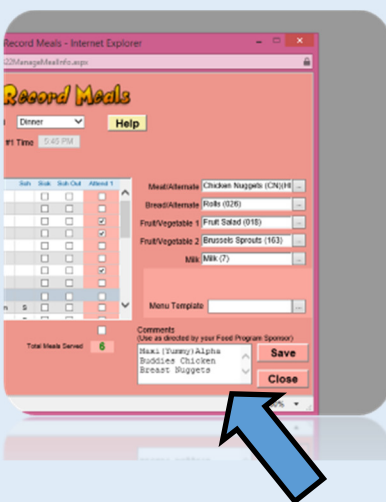 Record Meals - Internet Explorer
022ManageMealInfo.aspx
Record Meals
Dinner Help
#1 Time 5:45 PM
Sch Sick Sch Out Attend 1
Meat/Alternate Chicken Nuggets (CN)(HI ...
Bread/Alternate Rolls (026) ...
Fruit/Vegetable 1 Fruit Salad (018) ...
Fruit/Vegetable 2 Brussels Sprouts (163) ...
Milk Milk (7) ...
n S
Menu Template ...
Total Meals Served 6
Comments
(Use as directed by your Food Program Sponsor)
Maxi(Yummy)Alpha
Buddies Chicken
Breast Nuggets
Save
Close